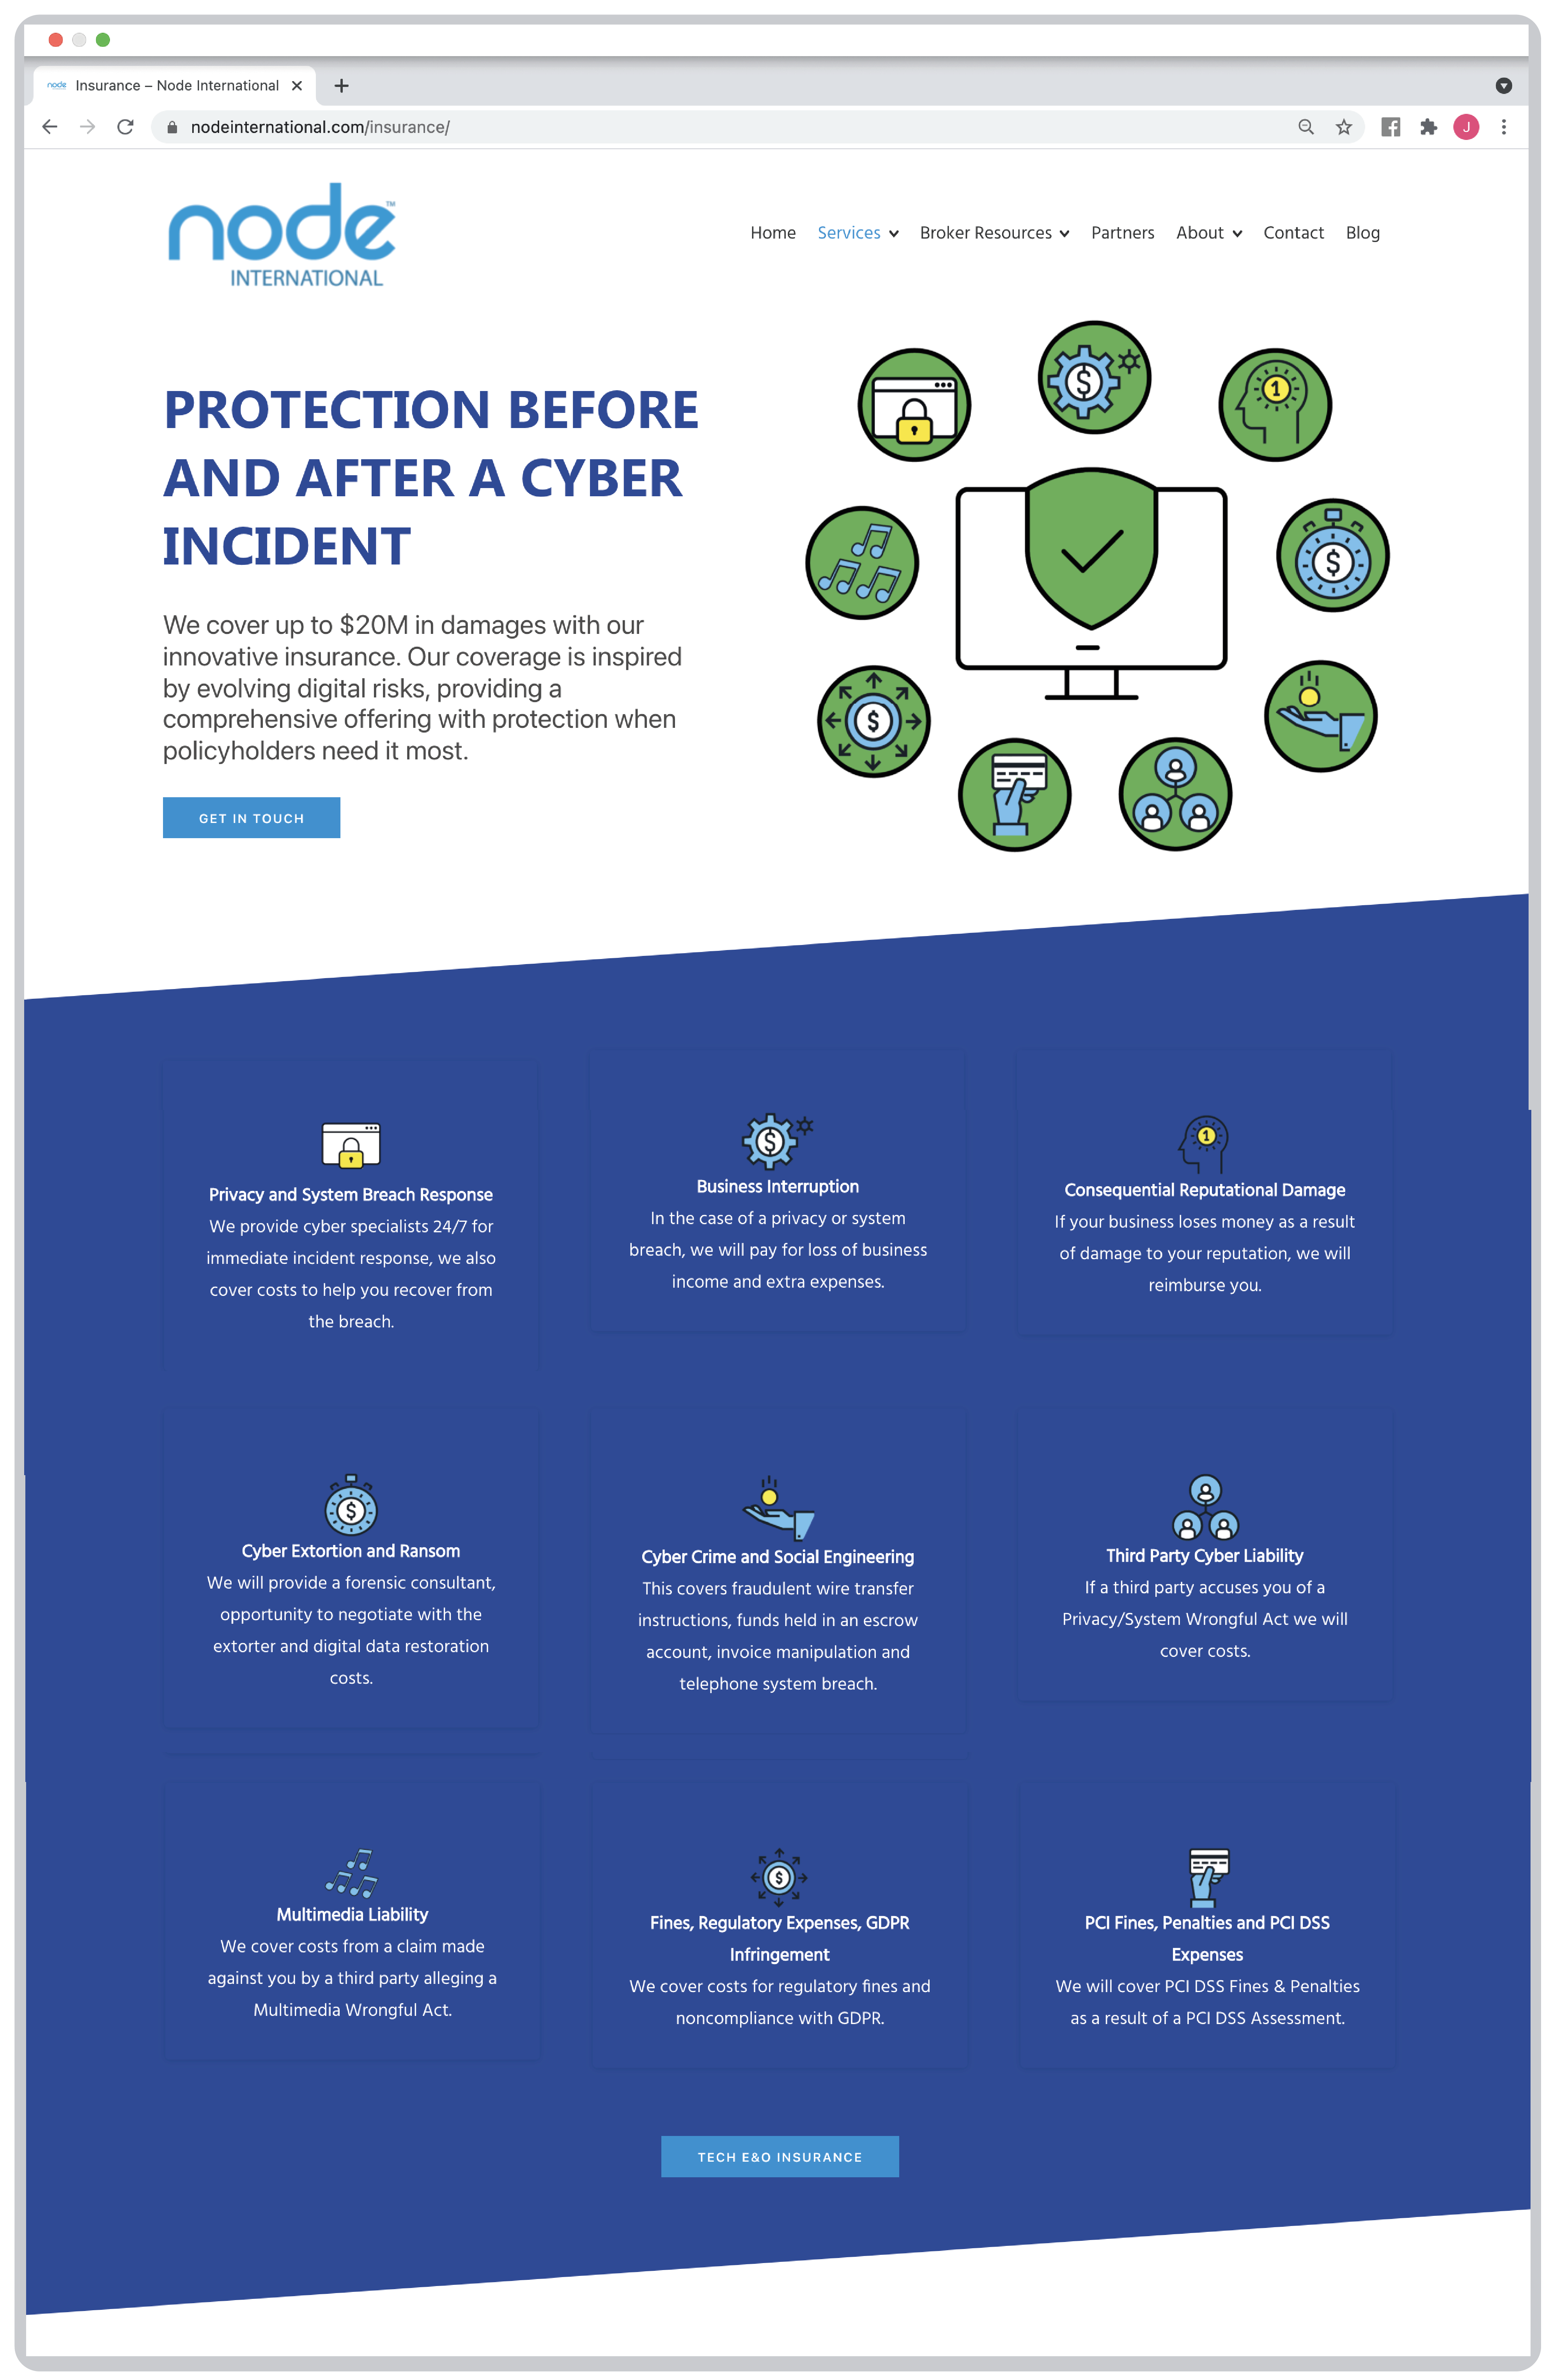 node Insurance – Node International
nodeinternational.com/insurance/
J
node™
INTERNATIONAL
Home Services Broker Resources Partners About Contact Blog
PROTECTION BEFORE
AND AFTER A CYBER
INCIDENT
We cover up to $20M in damages with our
innovative insurance. Our coverage is inspired
by evolving digital risks, providing a
comprehensive offering with protection when
policyholders need it most.
GET IN TOUCH
$
1
$
$
Privacy and System Breach Response
We provide cyber specialists 24/7 for
immediate incident response, we also
cover costs to help you recover from
the breach.
$
Business Interruption
In the case of a privacy or system
breach, we will pay for loss of business
income and extra expenses.
1
Consequential Reputational Damage
If your business loses money as a result
of damage to your reputation, we will
reimburse you.
$
Cyber Extortion and Ransom
We will provide a forensic consultant,
opportunity to negotiate with the
extorter and digital data restoration
costs.
Cyber Crime and Social Engineering
This covers fraudulent wire transfer
instructions, funds held in an escrow
account, invoice manipulation and
telephone system breach.
Third Party Cyber Liability
If a third party accuses you of a
Privacy/System Wrongful Act we will
cover costs.
Multimedia Liability
We cover costs from a claim made
against you by a third party alleging a
Multimedia Wrongful Act.
$
Fines, Regulatory Expenses, GDPR
Infringement
We cover costs for regulatory fines and
noncompliance with GDPR.
PCI Fines, Penalties and PCI DSS
Expenses
We will cover PCI DSS Fines & Penalties
as a result of a PCI DSS Assessment.
TECH E&O INSURANCE